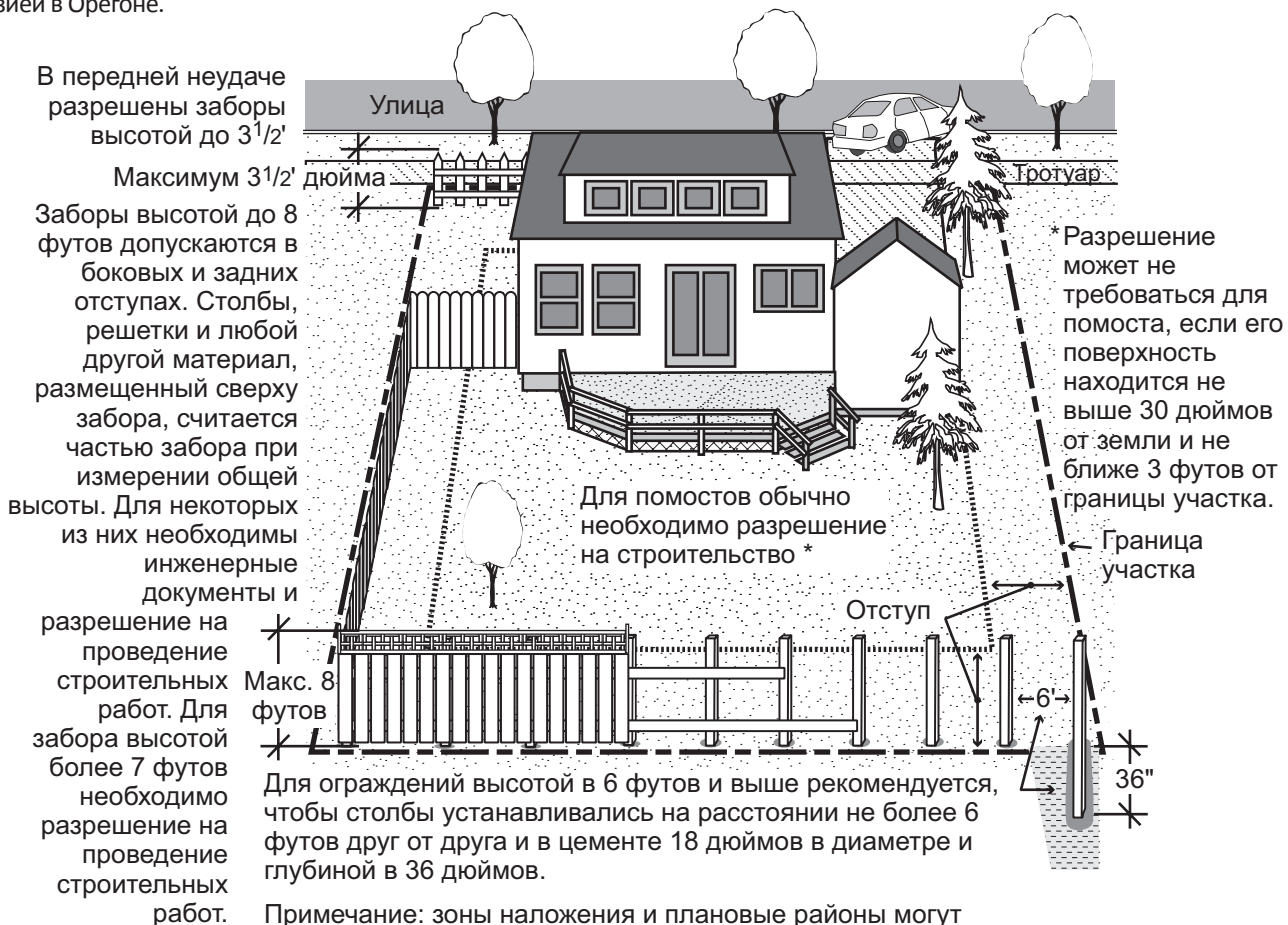 зией в Орегоне.
В передней неудаче
разрешены заборы
высотой до 3 1/2'
Улица
Максимум 31/2' дюйма
Тротуар
Заборы высотой до 8
футов допускаются в
боковых и задних
отступах. Столбы,
решетки и любой
другой материал,
размещенный сверху
забора, считается
частью забора при
измерении общей
высоты. Для некоторых
из них необходимы
инженерные
документы и
разрешение на
проведение
строительных
работ. Для
забора высотой
более 7 футов
необходимо
разрешение на
проведение
строительных
работ.
* Разрешение
может не
требоваться для
помоста, если его
поверхность
находится не
выше 30 дюймов
от земли и не
ближе 3 футов от
границы участка.
Для помостов обычно
необходимо разрешение
на строительство *
Граница
участка
Отступ
Макс. 8
футов
6'
36"
Для ограждений высотой в 6 футов и выше рекомендуется,
чтобы столбы устанавливались на расстоянии не более 6
футов друг от друга и в цементе 18 дюймов в диаметре и
глубиной в 36 дюймов.
Примечание: зоны наложения и плановые районы могут